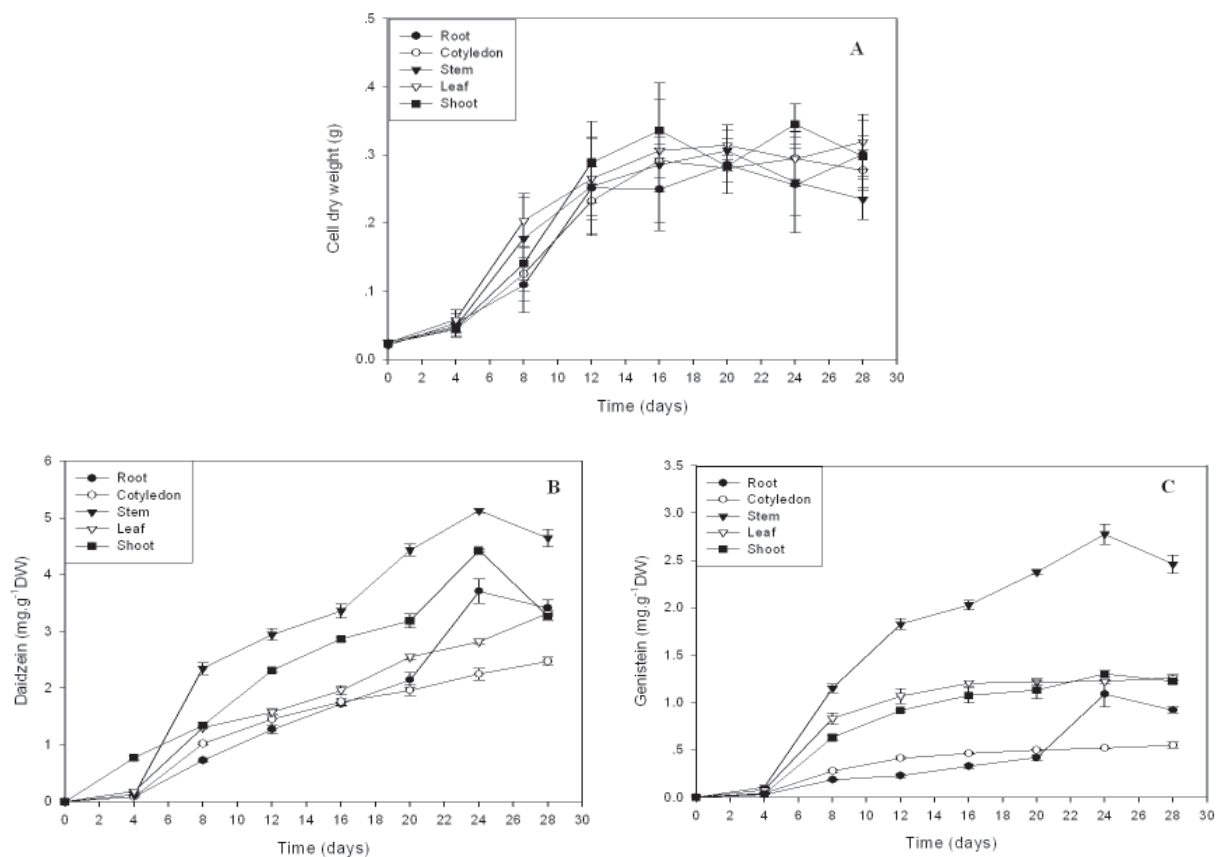 A
Root
Cotyledon
Stem
Leaf
Shoot
Cell dry weight (g)
.5
.4
.3
.2
.1
0.0
0 2 4 6 8 10 12 14 16 18 20 22 24 26 28 30
Time (days)
B
Root
Cotyledon
Stem
Leaf
Shoot
Daidzein (mg.g-1DW)
6
5
4
3
2
1
0
0 2 4 6 8 10 12 14 16 18 20 22 24 26 28 30
Time (days)
C
Root
Cotyledon
Stem
Leaf
Shoot
Genistein (mg.g-1DW)
3.5
3.0
2.5
2.0
1.5
1.0
.5
0.0
0 2 4 6 8 10 12 14 16 18 20 22 24 26 28 30
Time (days)